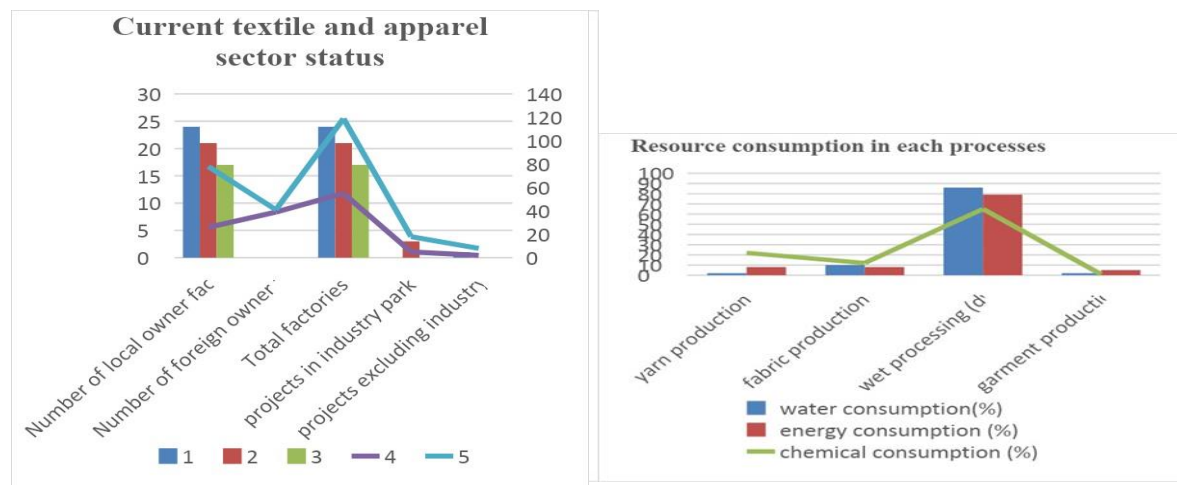 Current textile and apparel
sector status
30
25
20
15
10
5
0
140
120
100
80
60
40
20
0
Number of local owner fac
Number of foreign owner
Total factories
projects in industry park
projects excluding industry
1
2
3
4
5
Resource consumption in each processes
100
90
80
70
60
50
40
30
20
10
0
yarn production
fabric production
wet processing (d
garment producti
water consumption(%)
energy consumption (%)
chemical consumption (%)